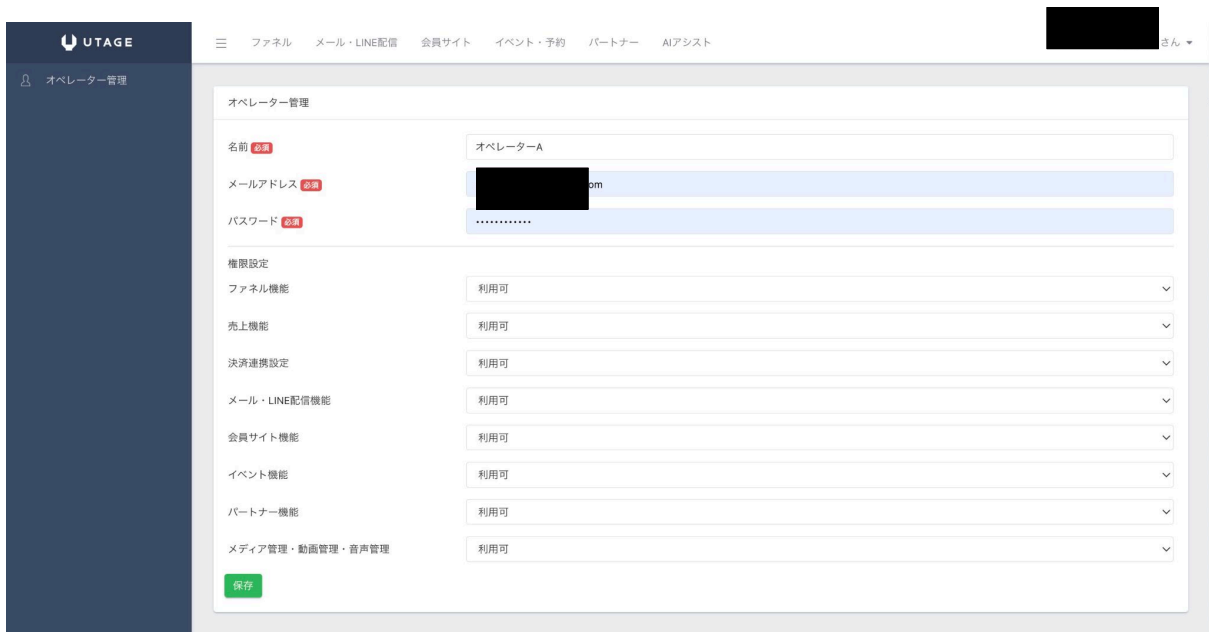 UTAGE
ファネル メール・LINE配信 会員サイト イベント・予約 パートナー AIアシスト
さん
オペレーター管理
オペレーター管理
名前 必須 オペレーターA
メールアドレス 必須 om
パスワード 必須 ••••••••••••
権限設定
ファネル機能 利用可
売上機能 利用可
決済連携設定 利用可
メール・LINE配信機能 利用可
会員サイト機能 利用可
イベント機能 利用可
パートナー機能 利用可
メディア管理・動画管理・音声管理 利用可
保存